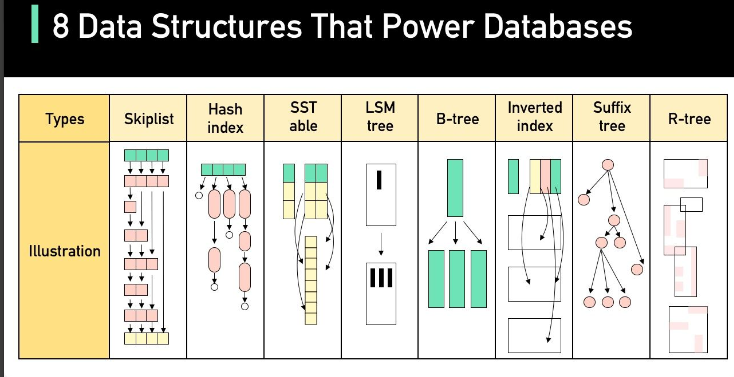 8 Data Structures That Power Databases
Types
Skiplist
Hash
index
SST
able
LSM
tree
B-tree
Inverted
index
Suffix
tree
R-tree
Illustration